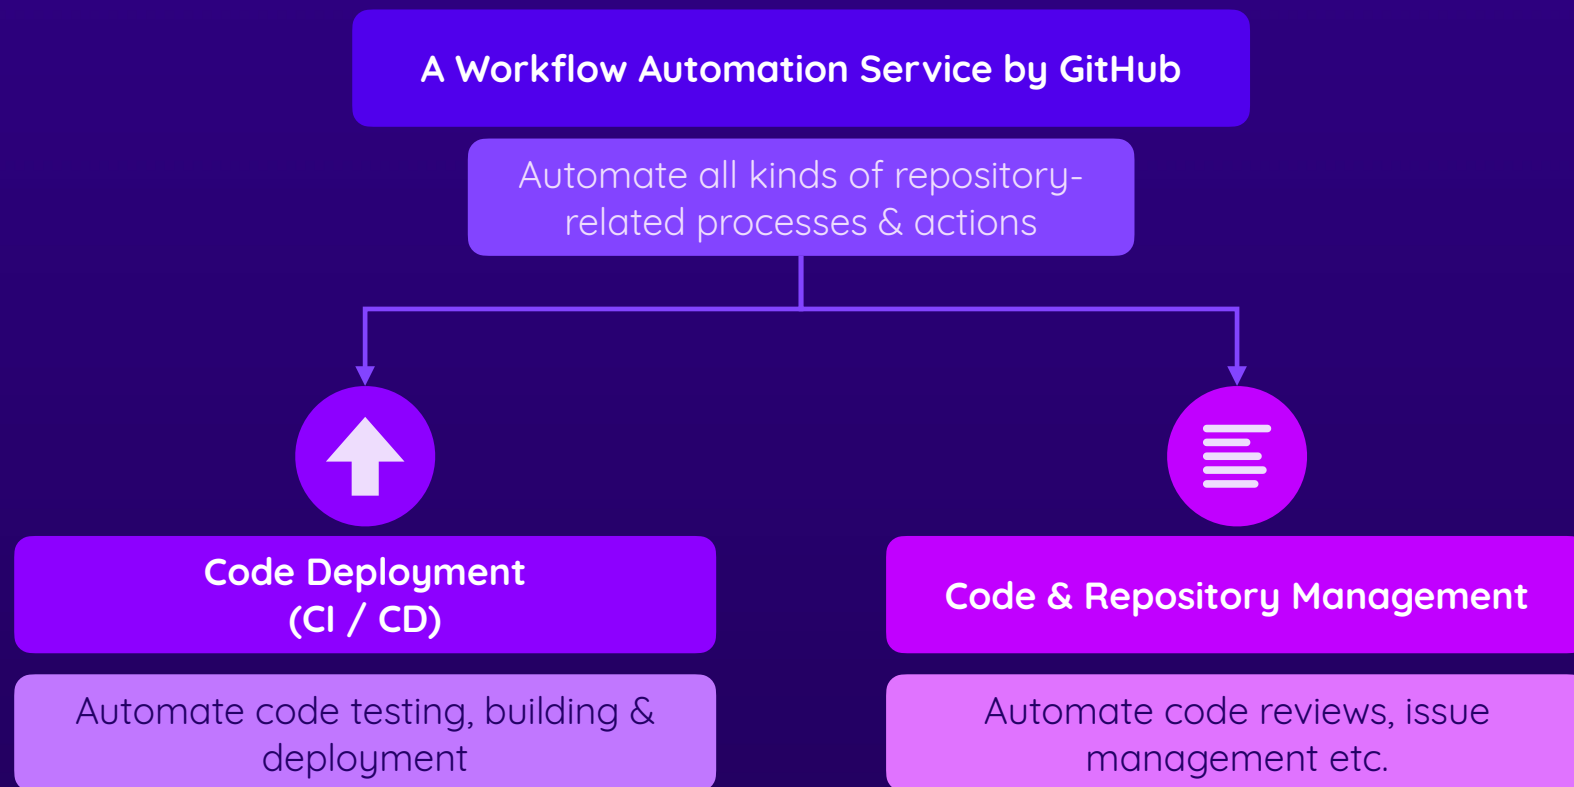 A Workflow Automation Service by GitHub
Automate all kinds of repository-
related processes & actions
Code Deployment
(CI / CD)
Automate code testing, building &
deployment
Code & Repository Management
Automate code reviews, issue
management etc.